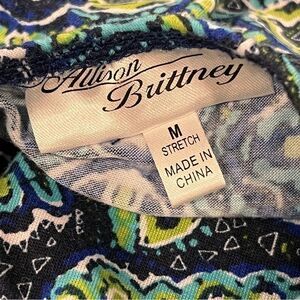 Allison
Brittney
M
STRETCH
MADE IN
CHINA